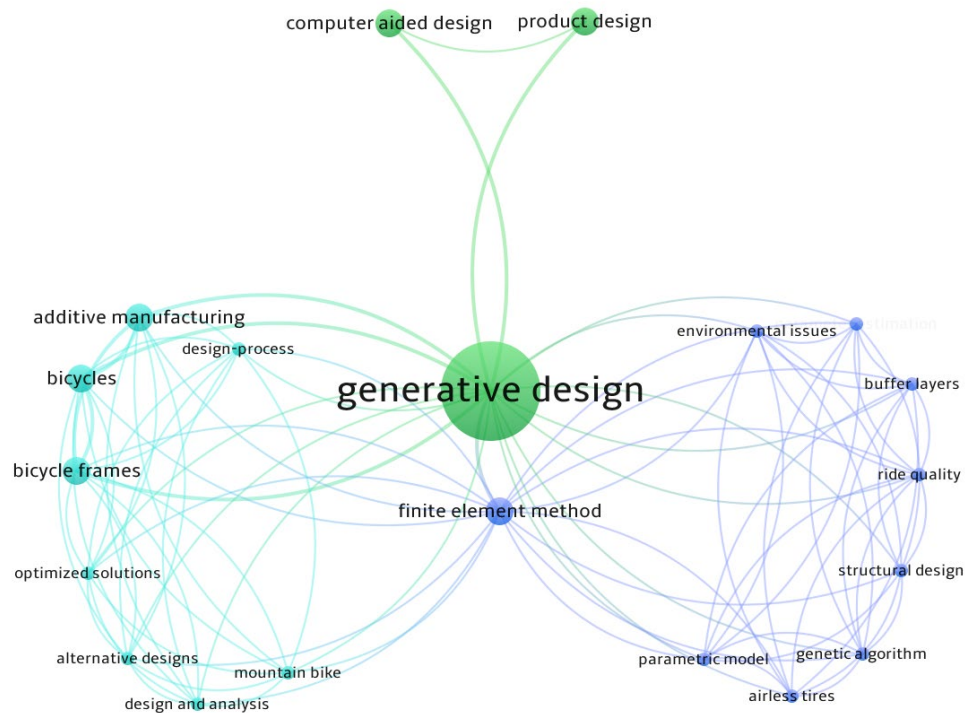 computer aided design
product design
additive manufacturing
design-process
environmental issues
estimation
bicycles
generative design
buffer layers
bicycle frames
ride quality
finite element method
optimized solutions
structural design
alternative designs
mountain bike
parametric model
genetic algorithm
design and analysis
airless tires